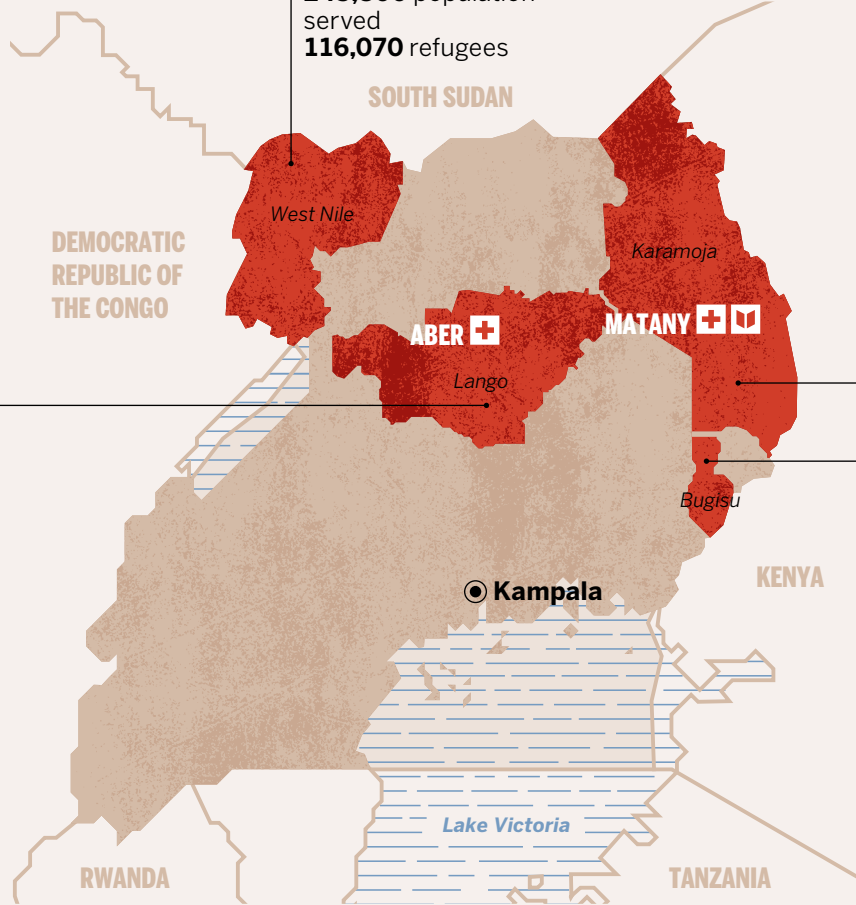 population
served
116,070 refugees
SOUTH SUDAN
West Nile
DEMOCRATIC
REPUBLIC OF
THE CONGO
Karamoja
ABER
MATANY
Lango
Bugisu
Kampala
KENYA
Lake Victoria
RWANDA
TANZANIA